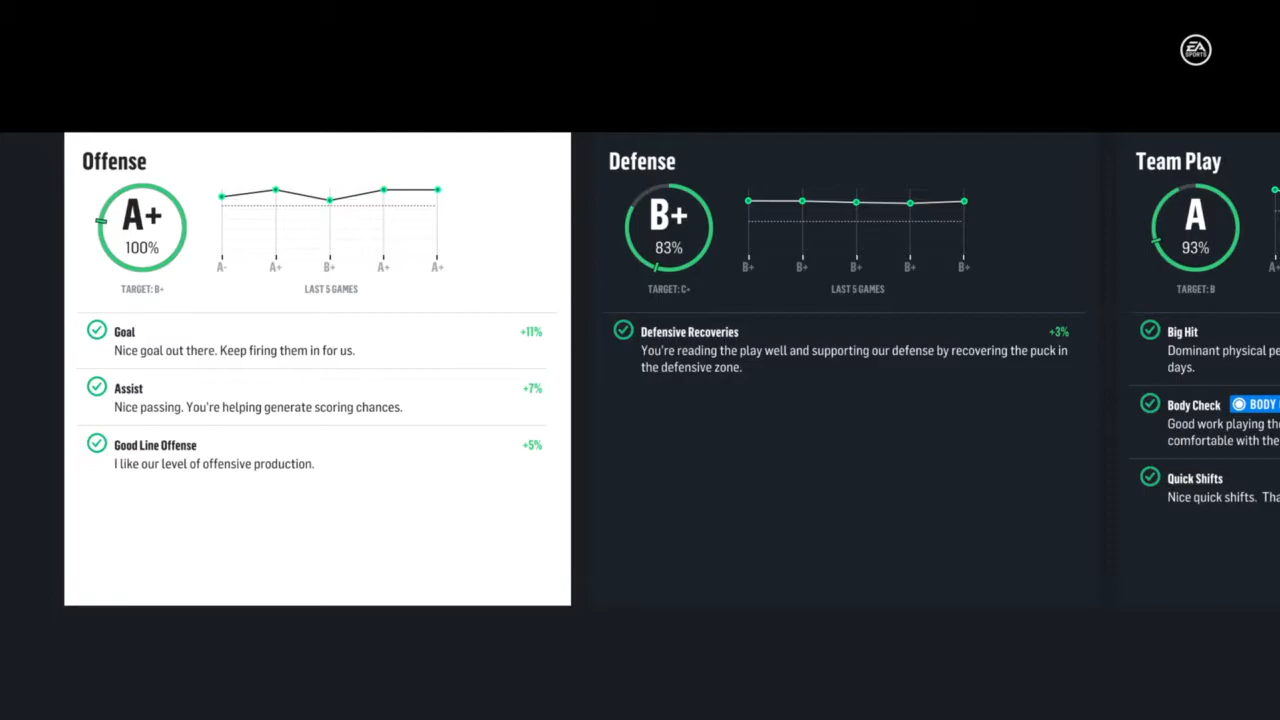 EA
SPORTS
Offense
A+
100%
TARGET: B+
A-
A+
B+
A+
A+
LAST 5 GAMES
Goal
+11%
Nice goal out there. Keep firing them in for us.
Assist
+7%
Nice passing. You're helping generate scoring chances.
Good Line Offense
+5%
I like our level of offensive production.
Defense
B+
83%
TARGET: C+
B+
B+
B+
B+
B+
LAST 5 GAMES
Defensive Recoveries
+3%
You're reading the play well and supporting our defense by recovering the puck in
the defensive zone.
Team Play
A
93%
TARGET: B
A+
Big Hit
Dominant physical pe
days.
Body Check
BODY
Good work playing the
comfortable with the
Quick Shifts
Nice quick shifts. Tha